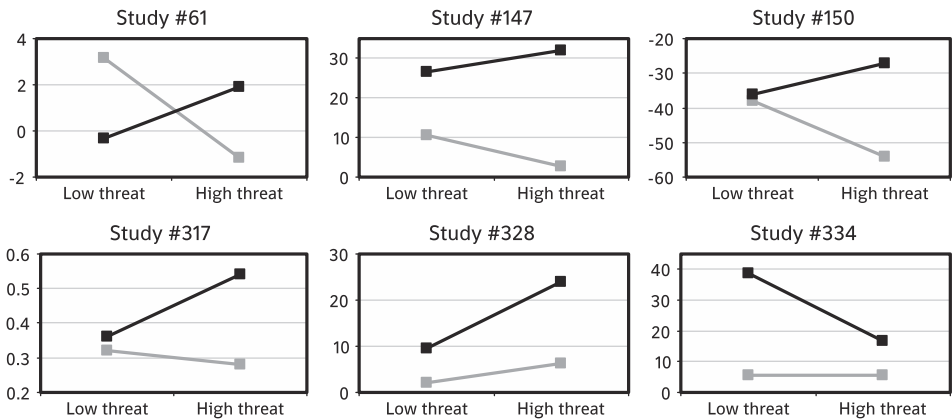 Study #61
4
2
0
-2
Low threat High threat
Study #147
30
20
10
0
Low threat High threat
Study #150
-20
-30
-40
-50
-60
Low threat High threat
Study #317
0.6
0.5
0.4
0.3
0.2
Low threat High threat
Study #328
30
20
10
0
Low threat High threat
Study #334
40
30
20
10
0
Low threat High threat